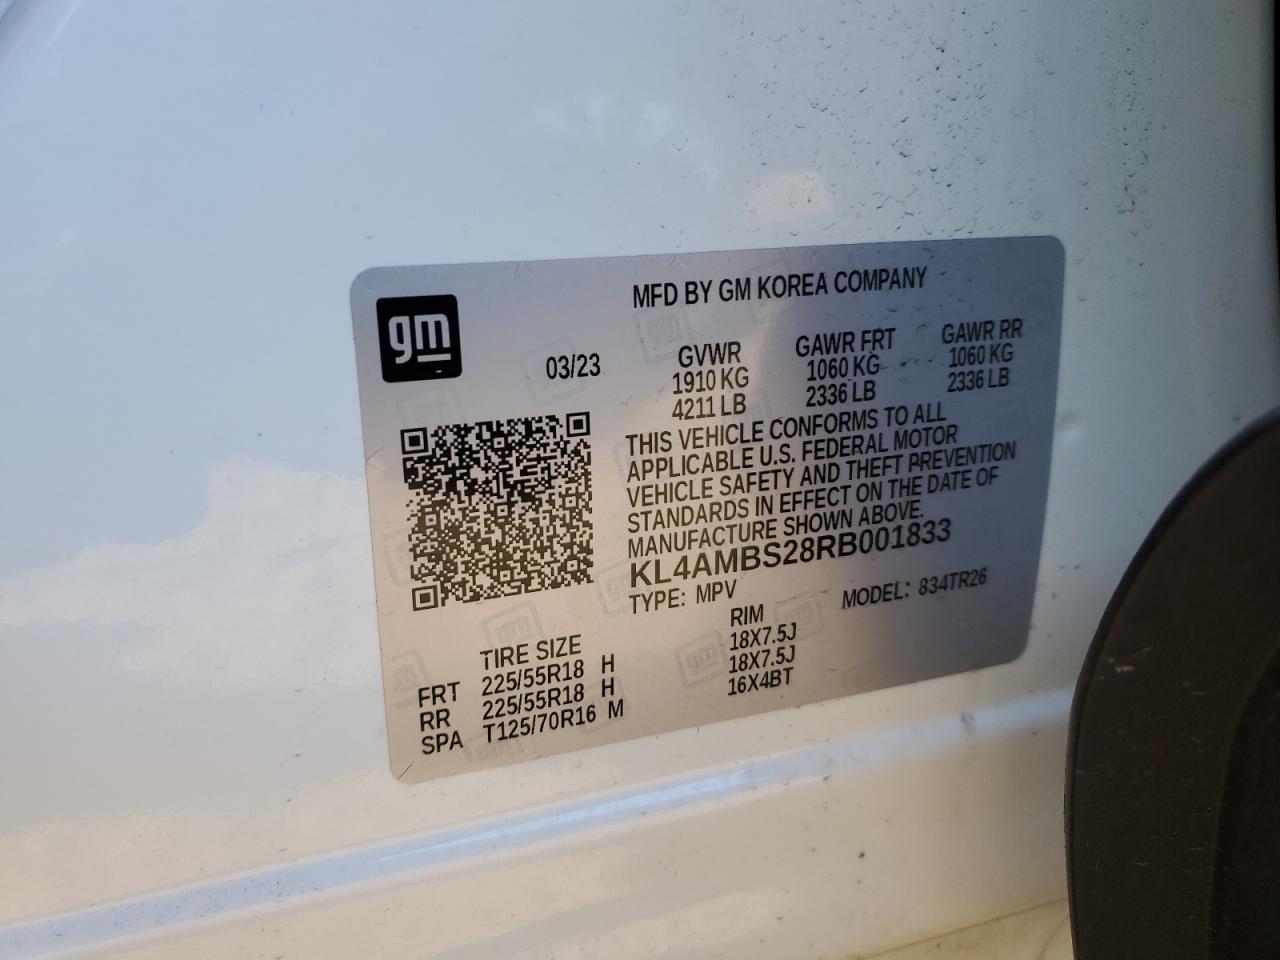 gm
MFD BY GM KOREA COMPANY
03/23
GVWR GAWR FRT GAWR RR
1910 KG 1060 KG 1060 KG
4211 LB 2336 LB 2336 LB
THIS VEHICLE CONFORMS TO ALL
APPLICABLE U.S. FEDERAL MOTOR
VEHICLE SAFETY AND THEFT PREVENTION
STANDARDS IN EFFECT ON THE DATE OF
MANUFACTURE SHOWN ABOVE.
KL4AMBS28RB001833
TYPE: MPV MODEL: 834TR26
TIRE SIZE RIM
FRT 225/55R18 H 18X7.5J
RR 225/55R18 H 18X7.5J
SPA T125/70R16 M 16X4BT